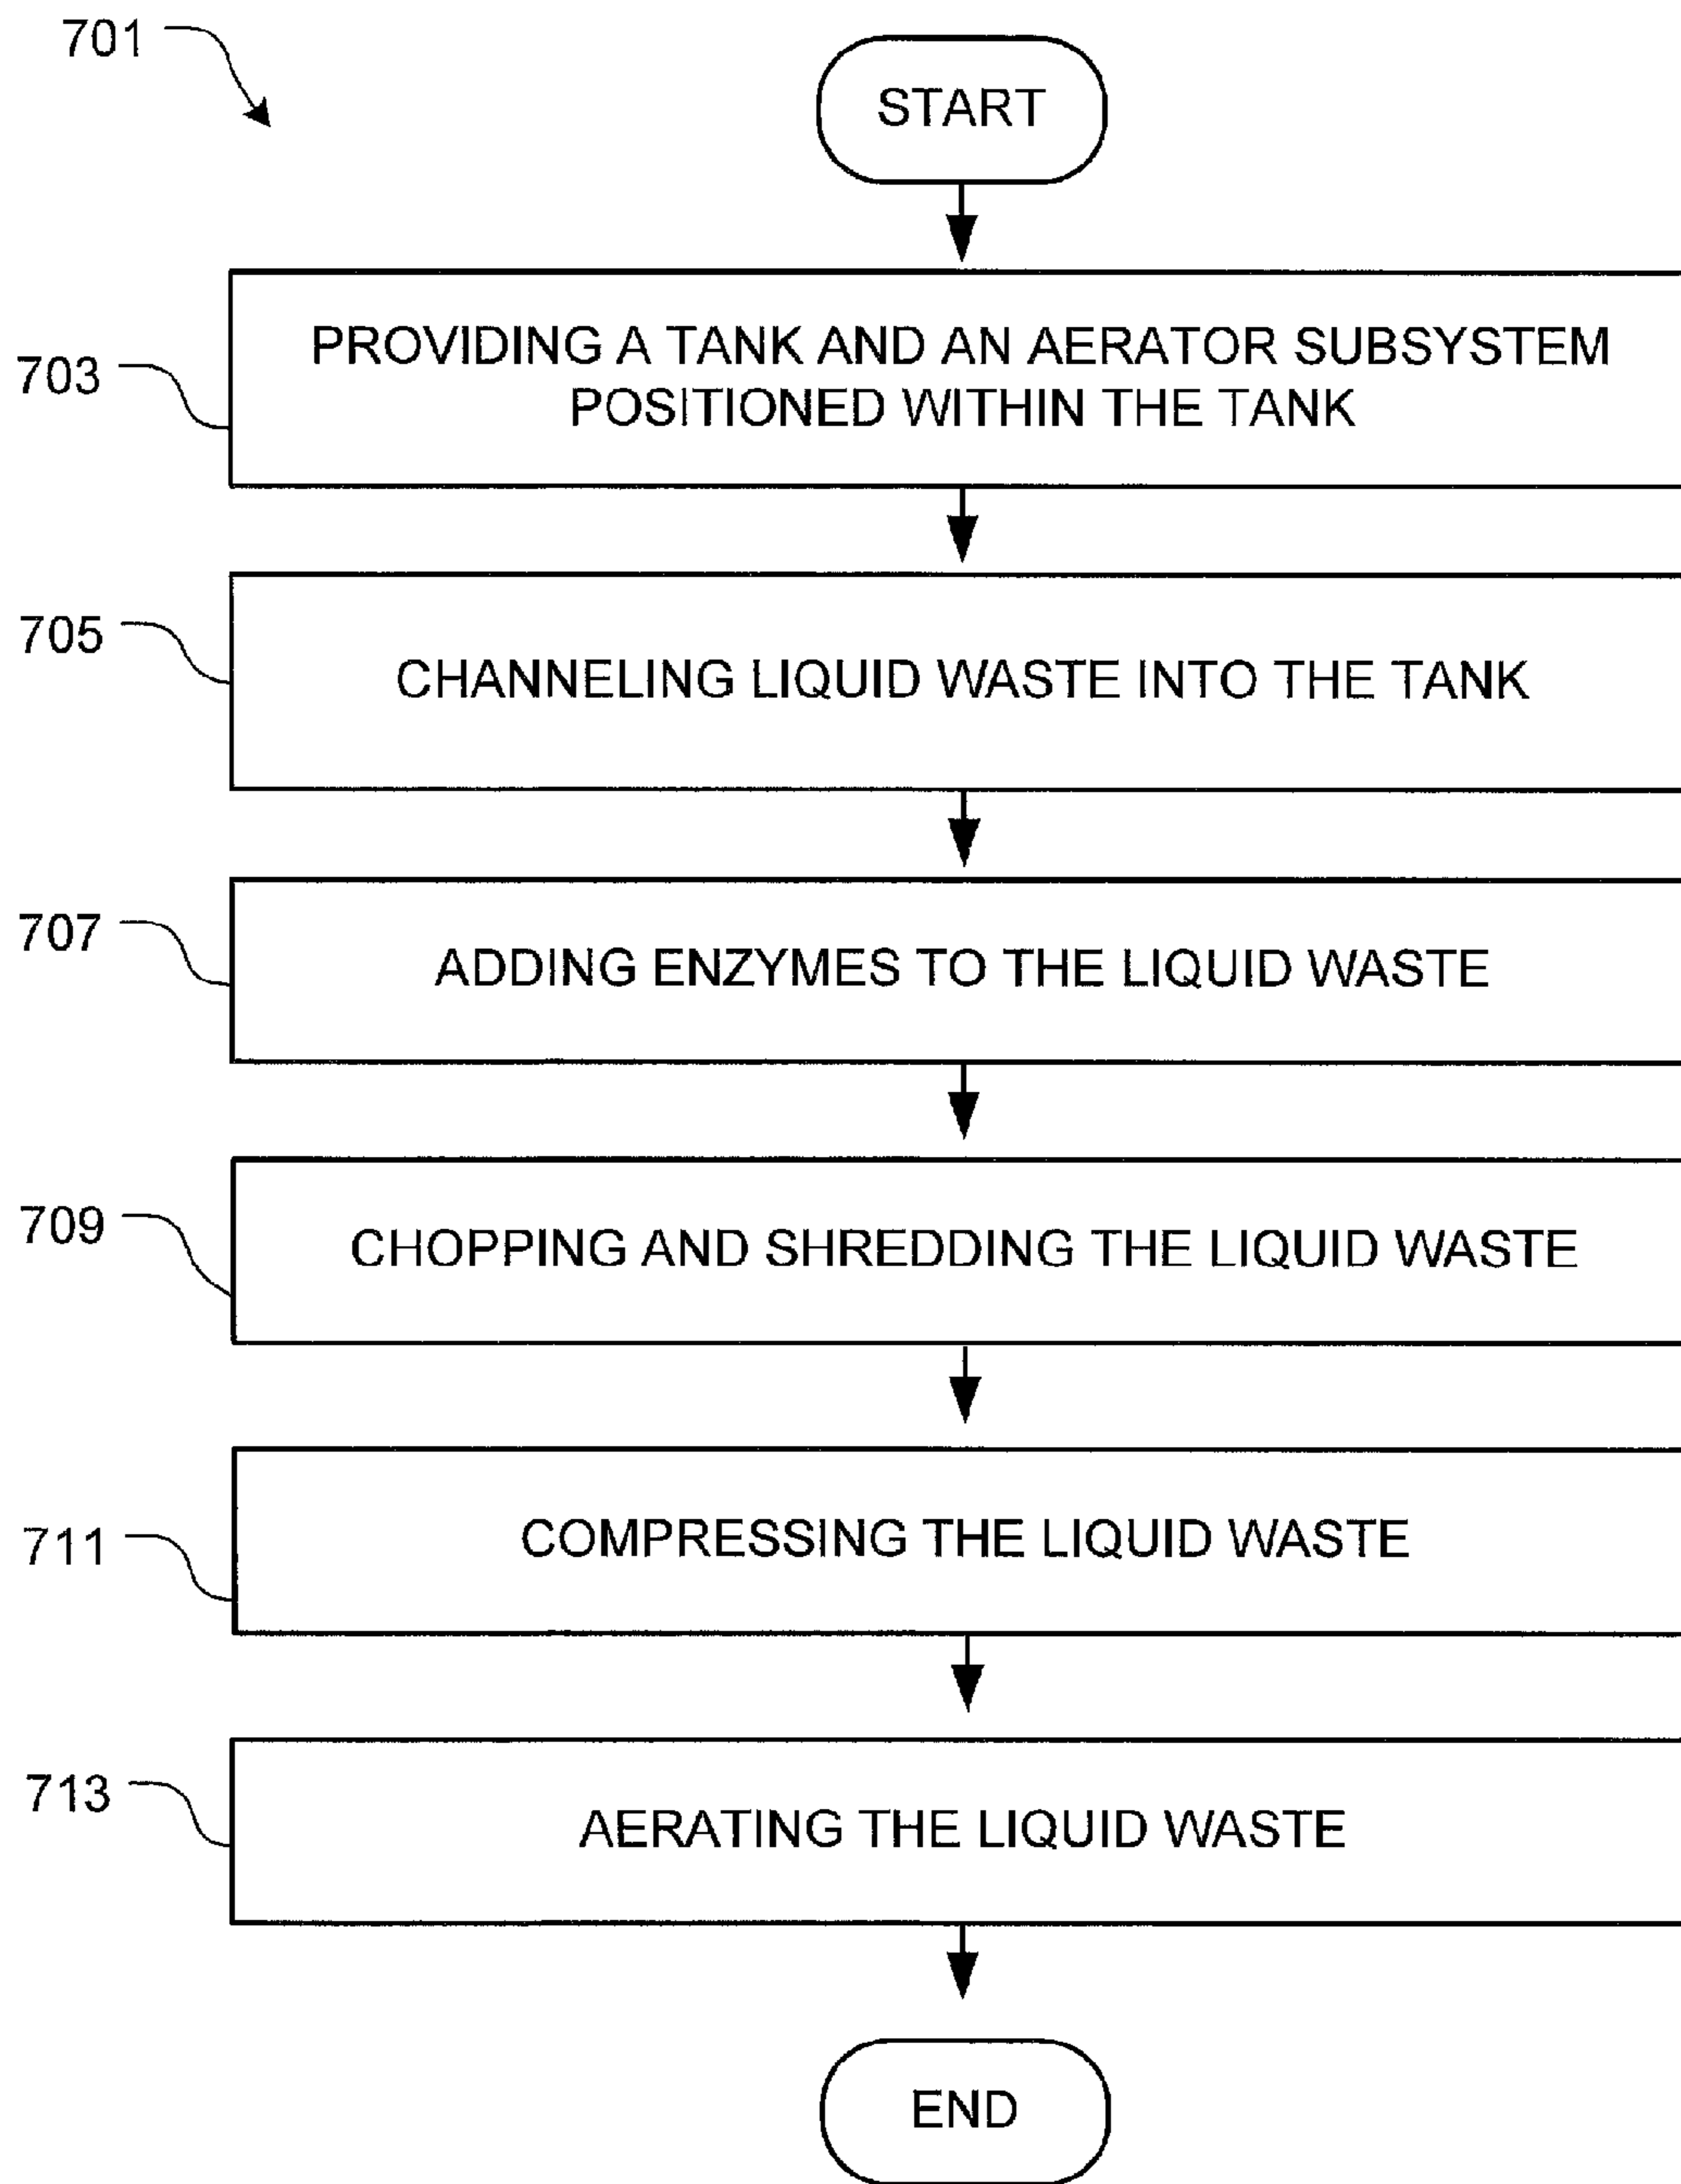 701
START
703
PROVIDING A TANK AND AN AERATOR SUBSYSTEM
POSITIONED WITHIN THE TANK
705
CHANNELING LIQUID WASTE INTO THE TANK
707
ADDING ENZYMES TO THE LIQUID WASTE
709
CHOPPING AND SHREDDING THE LIQUID WASTE
711
COMPRESSING THE LIQUID WASTE
713
AERATING THE LIQUID WASTE
END